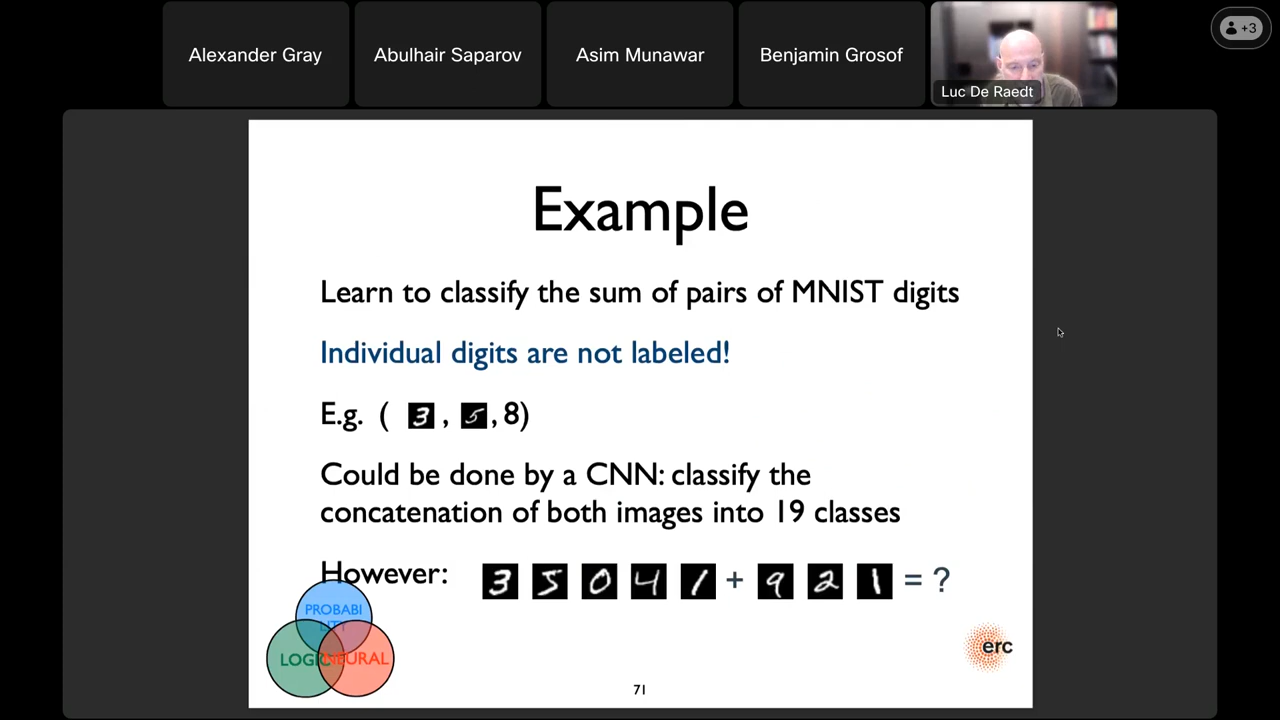 Alexander Gray
Abulhair Saparov
Asim Munawar
Benjamin Grosof
Luc De Raedt
+3
Example
Learn to classify the sum of pairs of MNIST digits
Individual digits are not labeled!
E.g. ( 3 , 5 , 8)
Could be done by a CNN: classify the
concatenation of both images into 19 classes
However: 3 5 0 4 1 + 9 2 1 = ?
PROBABI
LITY
LOGIC NEURAL
erc
71